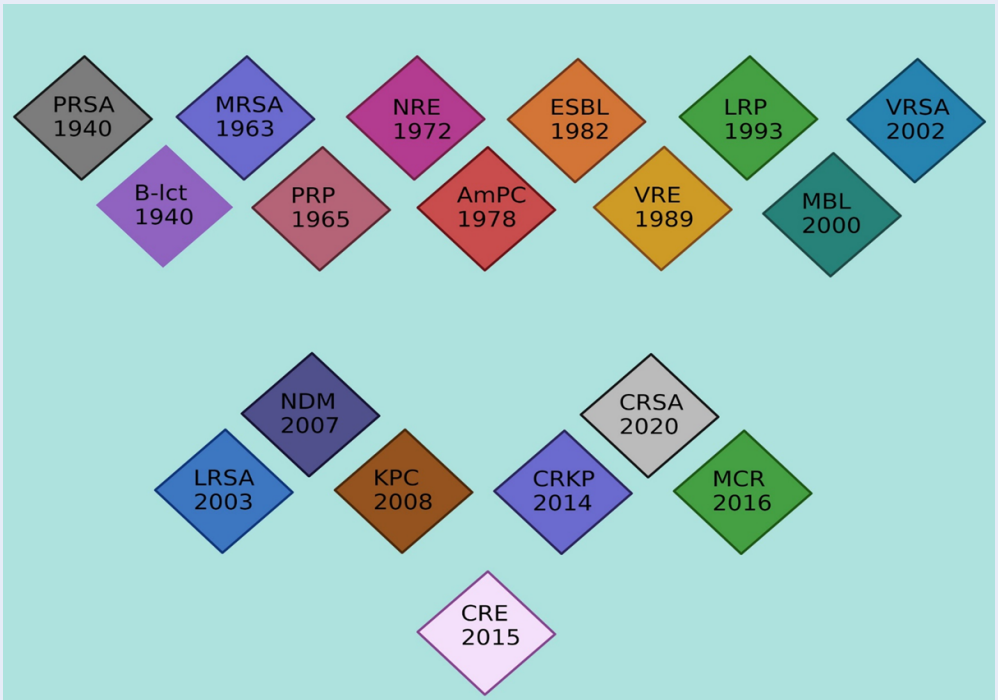 PRSA
1940
MRSA
1963
NRE
1972
ESBL
1982
LRP
1993
VRSA
2002
B-lct
1940
PRP
1965
AmPC
1978
VRE
1989
MBL
2000
NDM
2007
CRSA
2020
LRSA
2003
KPC
2008
CRKP
2014
MCR
2016
CRE
2015